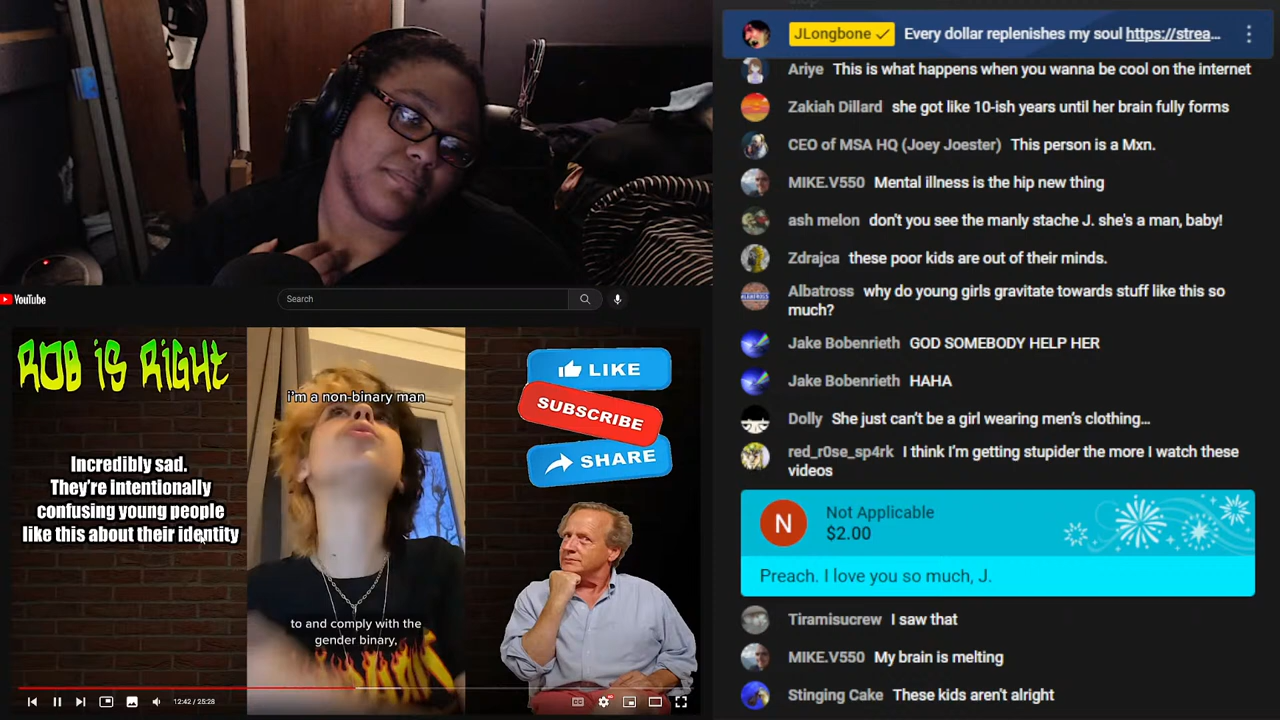 JLongbone ✓ Every dollar replenishes my soul https://strea...
Ariye This is what happens when you wanna be cool on the internet
Zakiah Dillard she got like 10-ish years until her brain fully forms
CEO of MSA HQ (Joey Joester) This person is a Mxn.
MIKE.V550 Mental illness is the hip new thing
ash melon don't you see the manly stache J. she's a man, baby!
Zdrajca these poor kids are out of their minds.
Albatross why do young girls gravitate towards stuff like this so
much?
Jake Bobenrieth GOD SOMEBODY HELP HER
Jake Bobenrieth HAHA
Dolly She just can't be a girl wearing men's clothing...
red_r0se_sp4rk I think I'm getting stupider the more I watch these
videos
N Not Applicable
$2.00
Preach. I love you so much, J.
Tiramisucrew I saw that
MIKE.V550 My brain is melting
Stinging Cake These kids aren't alright
YouTube
Search
ROB iS RiGHt
Incredibly sad.
They're intentionally
confusing young people
like this about their identity
i'm a non-binary man
to and comply with the
gender binary,
LIKE
SUBSCRIBE
SHARE
12:42 / 25:28